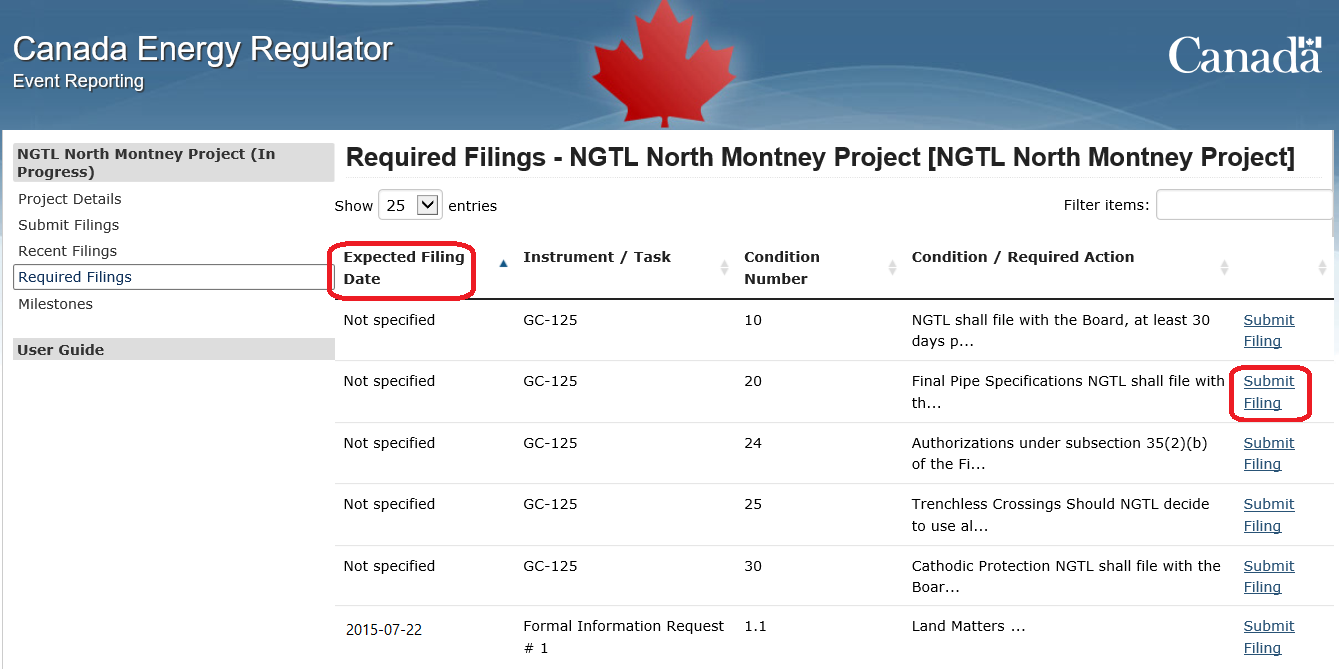 Canada Energy Regulator
Event Reporting
Canada
NGTL North Montney Project (In
Progress)
Project Details
Submit Filings
Recent Filings
Required Filings
Milestones
User Guide
Required Filings - NGTL North Montney Project [NGTL North Montney Project]
Show 25 entries
Filter items:
Expected Filing
Date
Instrument / Task
Condition
Number
Condition / Required Action
Not specified
GC-125
10
NGTL shall file with the Board, at least 30
days p...
Submit
Filing
Not specified
GC-125
20
Final Pipe Specifications NGTL shall file with
th...
Submit
Filing
Not specified
GC-125
24
Authorizations under subsection 35(2)(b)
of the Fi...
Submit
Filing
Not specified
GC-125
25
Trenchless Crossings Should NGTL decide
to use al...
Submit
Filing
Not specified
GC-125
30
Cathodic Protection NGTL shall file with the
Boar...
Submit
Filing
2015-07-22
Formal Information Request
# 1
1.1
Land Matters ...
Submit
Filing